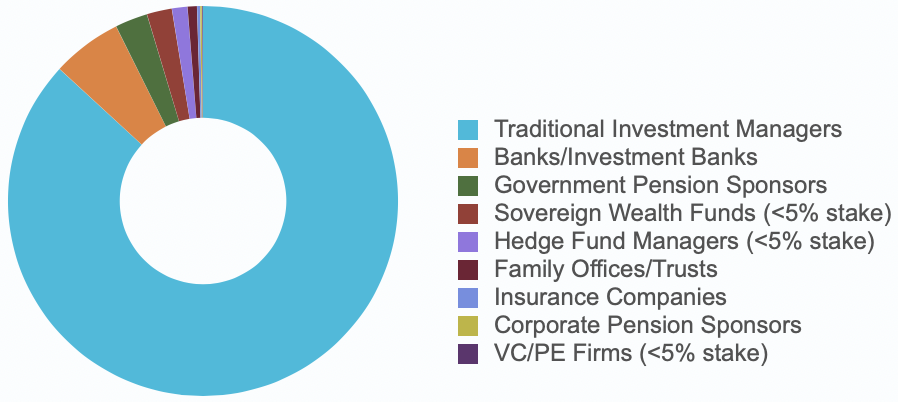 Traditional Investment Managers
Banks/Investment Banks
Government Pension Sponsors
Sovereign Wealth Funds (<5% stake)
Hedge Fund Managers (<5% stake)
Family Offices/Trusts
Insurance Companies
Corporate Pension Sponsors
VC/PE Firms (<5% stake)